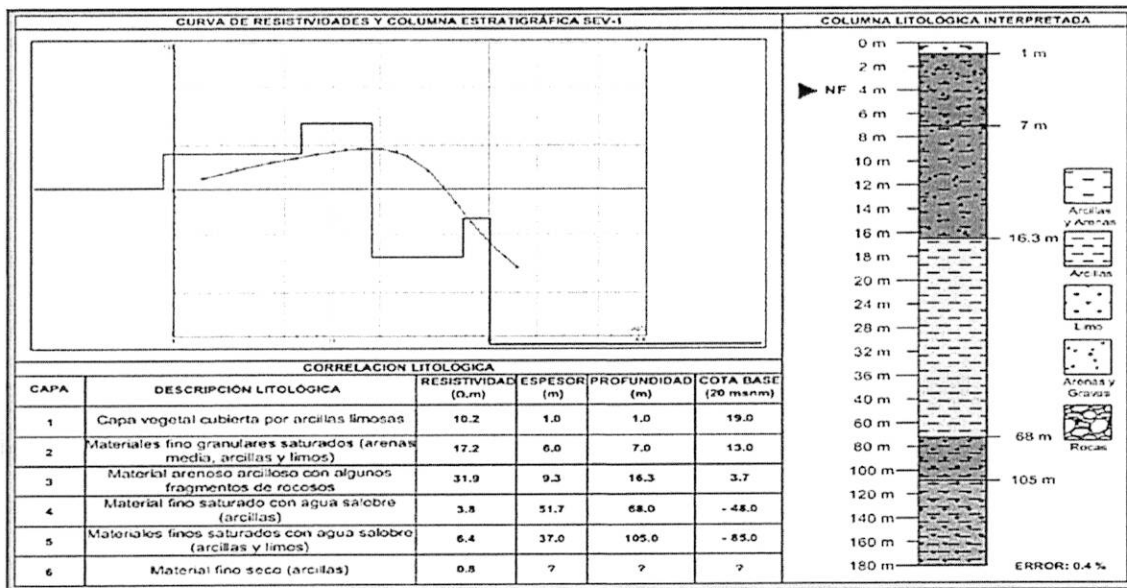 CURVA DE RESISTIVIDADES Y COLUMNA ESTRATIGRÁFICA SEV-1
CORRELACION LITOLÓGICA
CAPA DESCRIPCIÓN LITOLÓGICA RESISTIVIDAD (Ω.m) ESPESOR (m) PROFUNDIDAD (m) COTA BASE (20 msnm)
1 Capa vegetal cubierta por arcillas limosas 10.2 1.0 1.0 19.0
2 Materiales fino granulares saturados (arenas media, arcillas y limos) 17.2 6.0 7.0 13.0
3 Material arenoso arcilloso con algunos fragmentos de rocosos 31.9 9.3 16.3 3.7
4 Material fino saturado con agua salobre (arcillas) 3.8 51.7 68.0 - 48.0
5 Materiales finos saturados con agua salobre (arcillas y limos) 6.4 37.0 105.0 - 85.0
6 Material fino seco (arcillas) 0.8 ? ? ?
COLUMNA LITOLÓGICA INTERPRETADA
0 m
1 m
2 m
NF 4 m
6 m
7 m
8 m
10 m
12 m
14 m
16 m
16.3 m
18 m
20 m
24 m
28 m
32 m
36 m
40 m
60 m
68 m
80 m
100 m
105 m
120 m
140 m
160 m
180 m
Arcillas y Arenas
Arcillas
Limo
Arenas y Gravas
Rocas
ERROR: 0.4 %